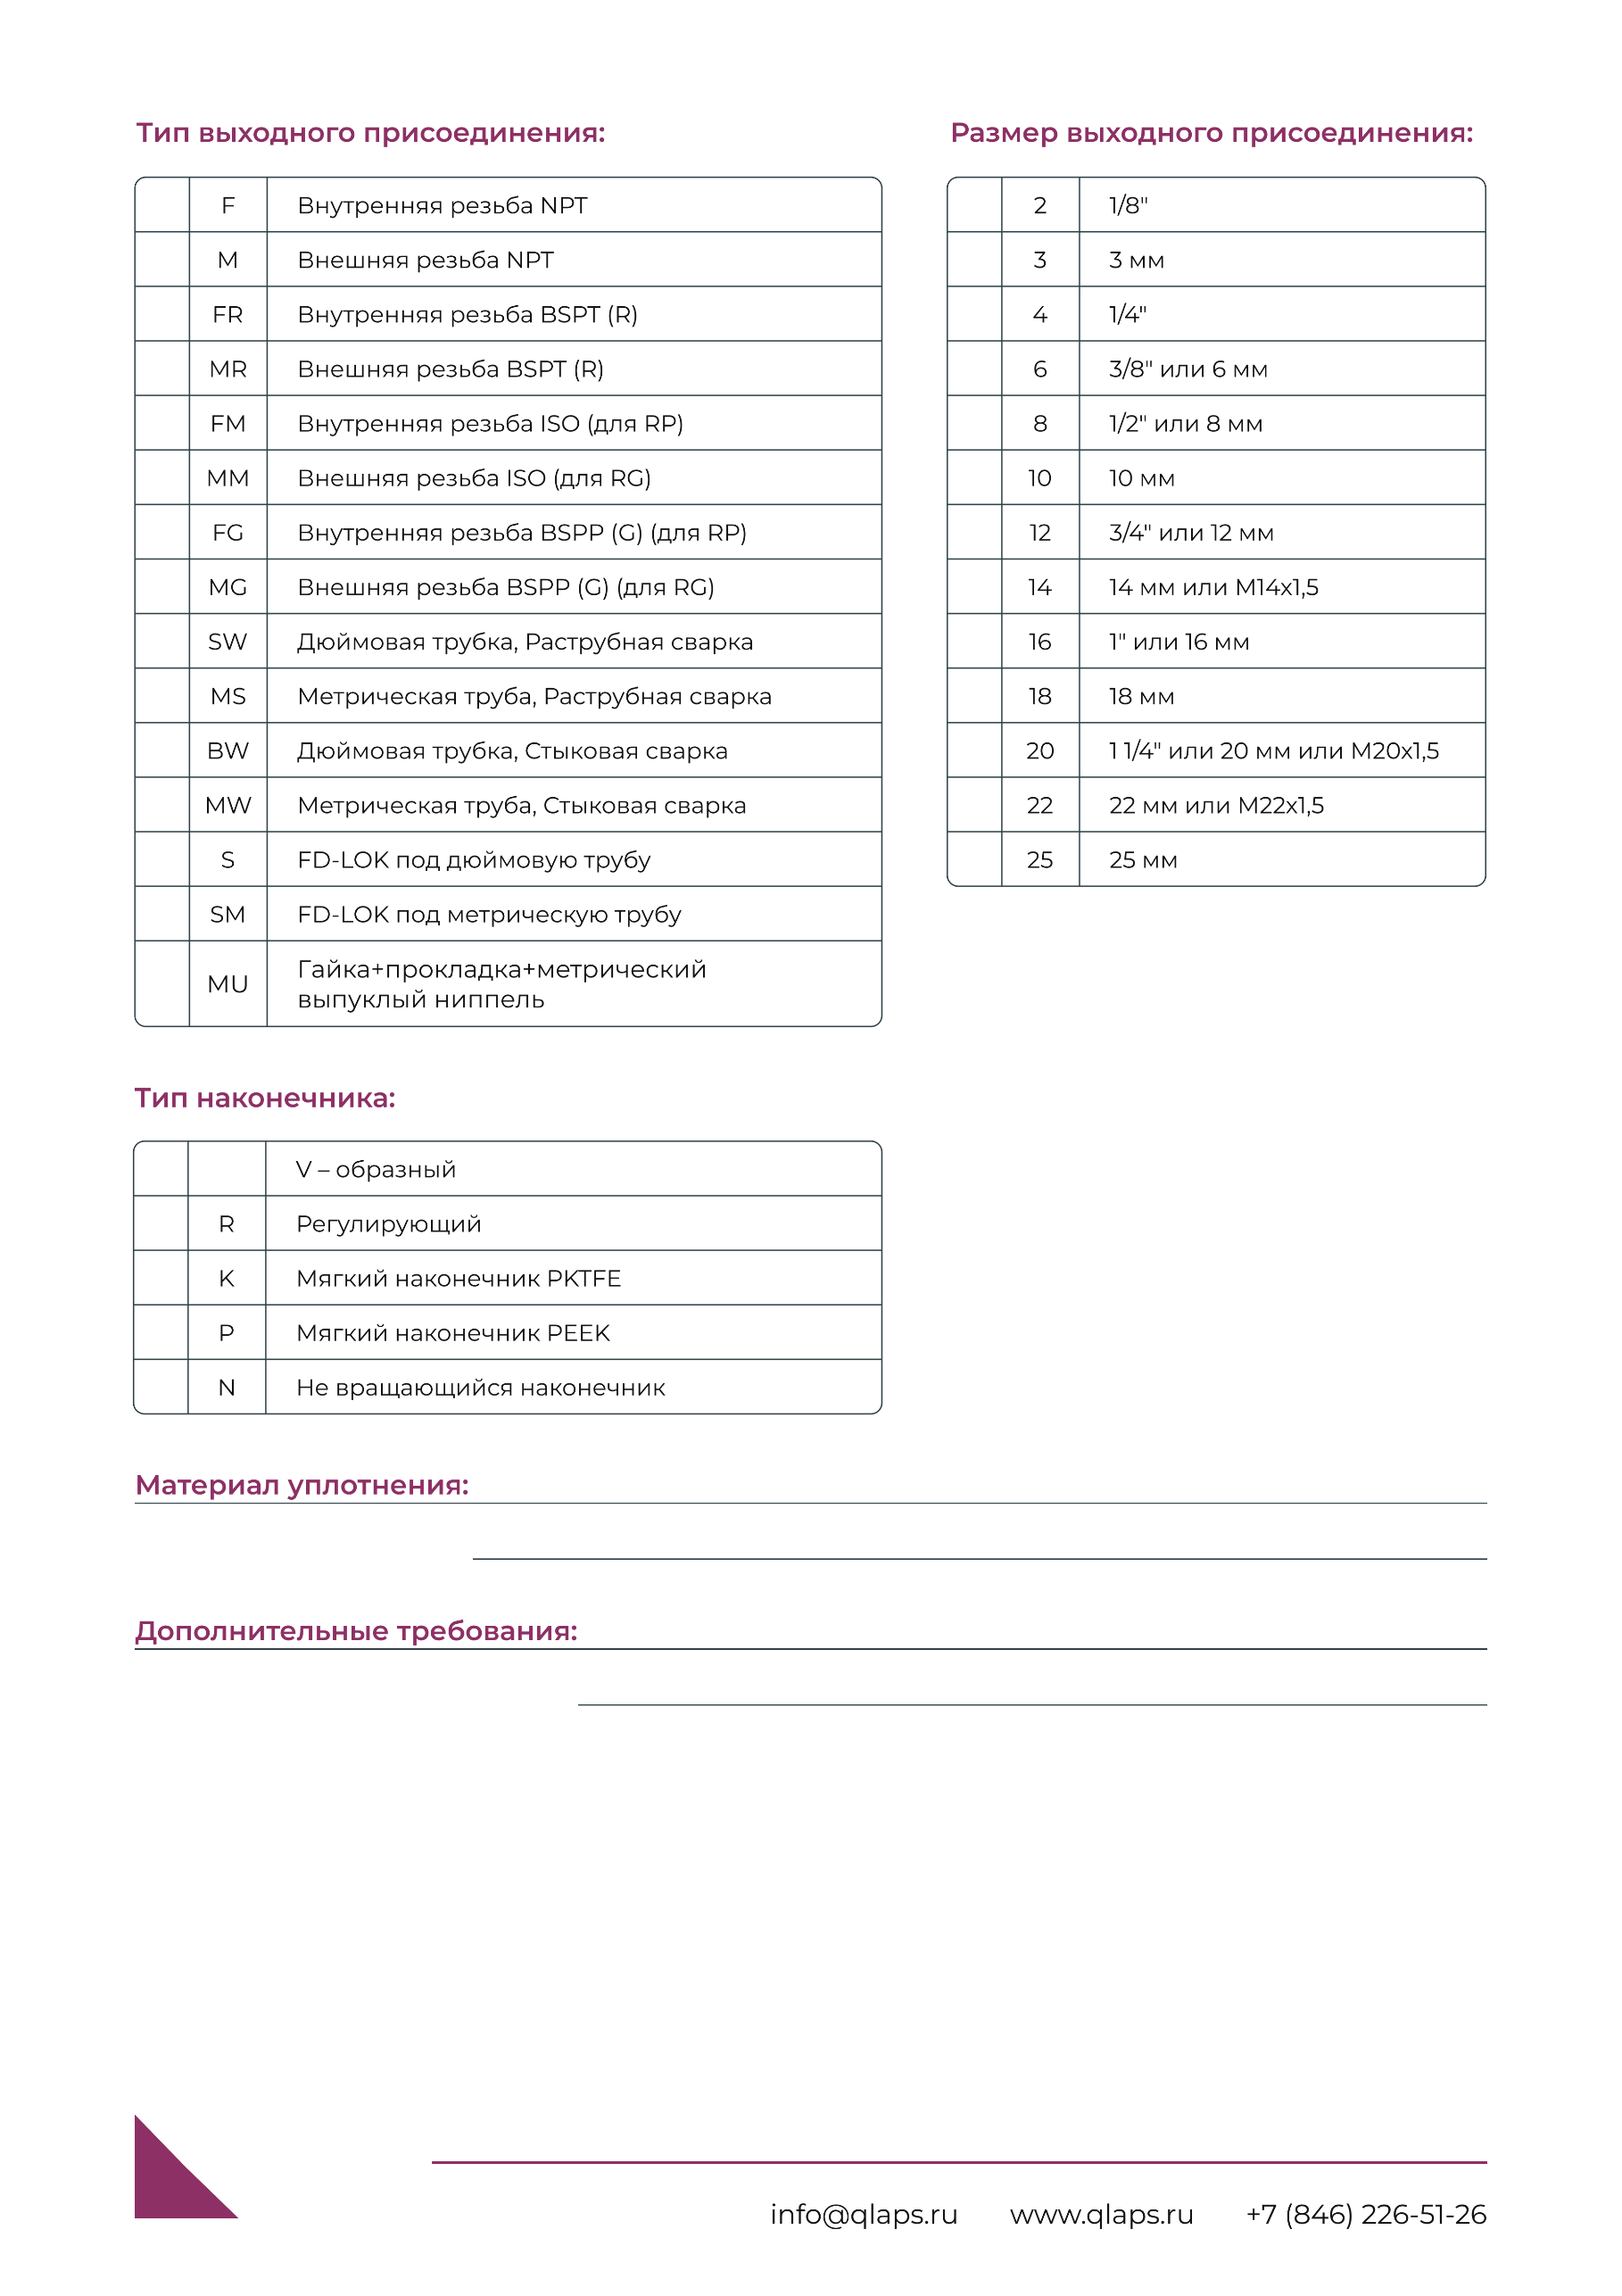 Тип выходного присоединения:
F Внутренняя резьба NPT
M Внешняя резьба NPT
FR Внутренняя резьба BSPT (R)
MR Внешняя резьба BSPT (R)
FM Внутренняя резьба ISO (для RP)
MM Внешняя резьба ISO (для RG)
FG Внутренняя резьба BSPP (G) (для RP)
MG Внешняя резьба BSPP (G) (для RG)
SW Дюймовая трубка, Раструбная сварка
MS Метрическая труба, Раструбная сварка
BW Дюймовая трубка, Стыковая сварка
MW Метрическая труба, Стыковая сварка
S FD-LOK под дюймовую трубу
SM FD-LOK под метрическую трубу
MU Гайка+прокладка+метрический
выпуклый ниппель
Размер выходного присоединения:
2 1/8"
3 3 мм
4 1/4"
6 3/8" или 6 мм
8 1/2" или 8 мм
10 10 мм
12 3/4" или 12 мм
14 14 мм или M14x1,5
16 1" или 16 мм
18 18 мм
20 1 1/4" или 20 мм или M20x1,5
22 22 мм или M22x1,5
25 25 мм
Тип наконечника:
V – образный
R Регулирующий
K Мягкий наконечник PKTFE
P Мягкий наконечник PEEK
N Не вращающийся наконечник
Материал уплотнения:
Дополнительные требования:
info@qlaps.ru www.qlaps.ru +7 (846) 226-51-26